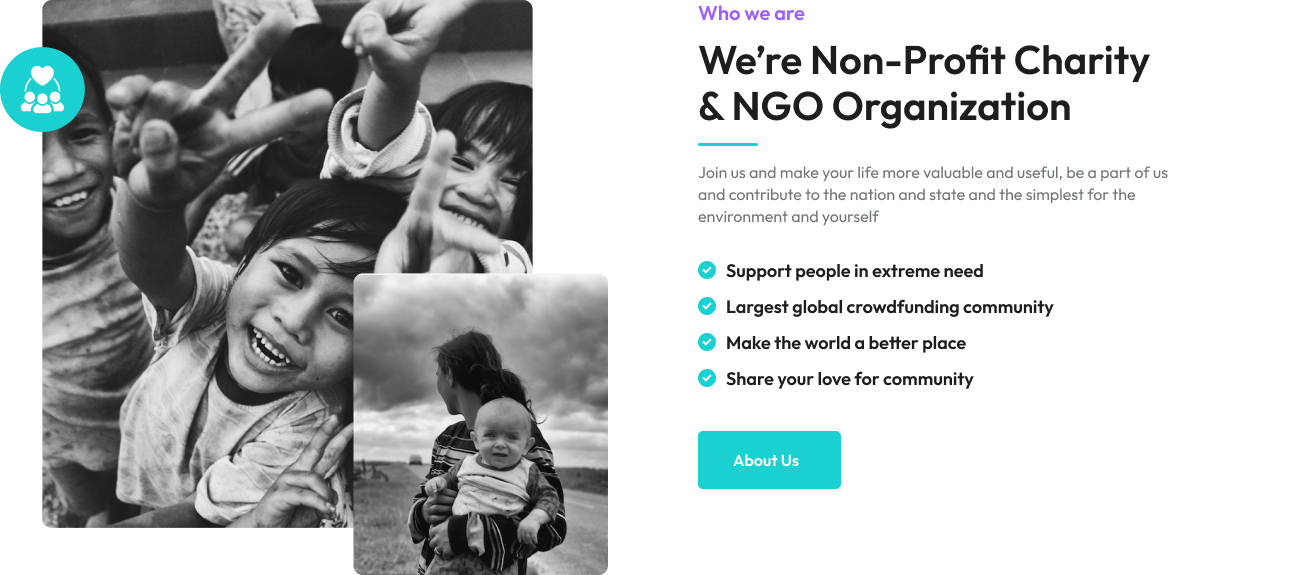 Who we are
We’re Non-Profit Charity
& NGO Organization
Join us and make your life more valuable and useful, be a part of us
and contribute to the nation and state and the simplest for the
environment and yourself
Support people in extreme need
Largest global crowdfunding community
Make the world a better place
Share your love for community
About Us